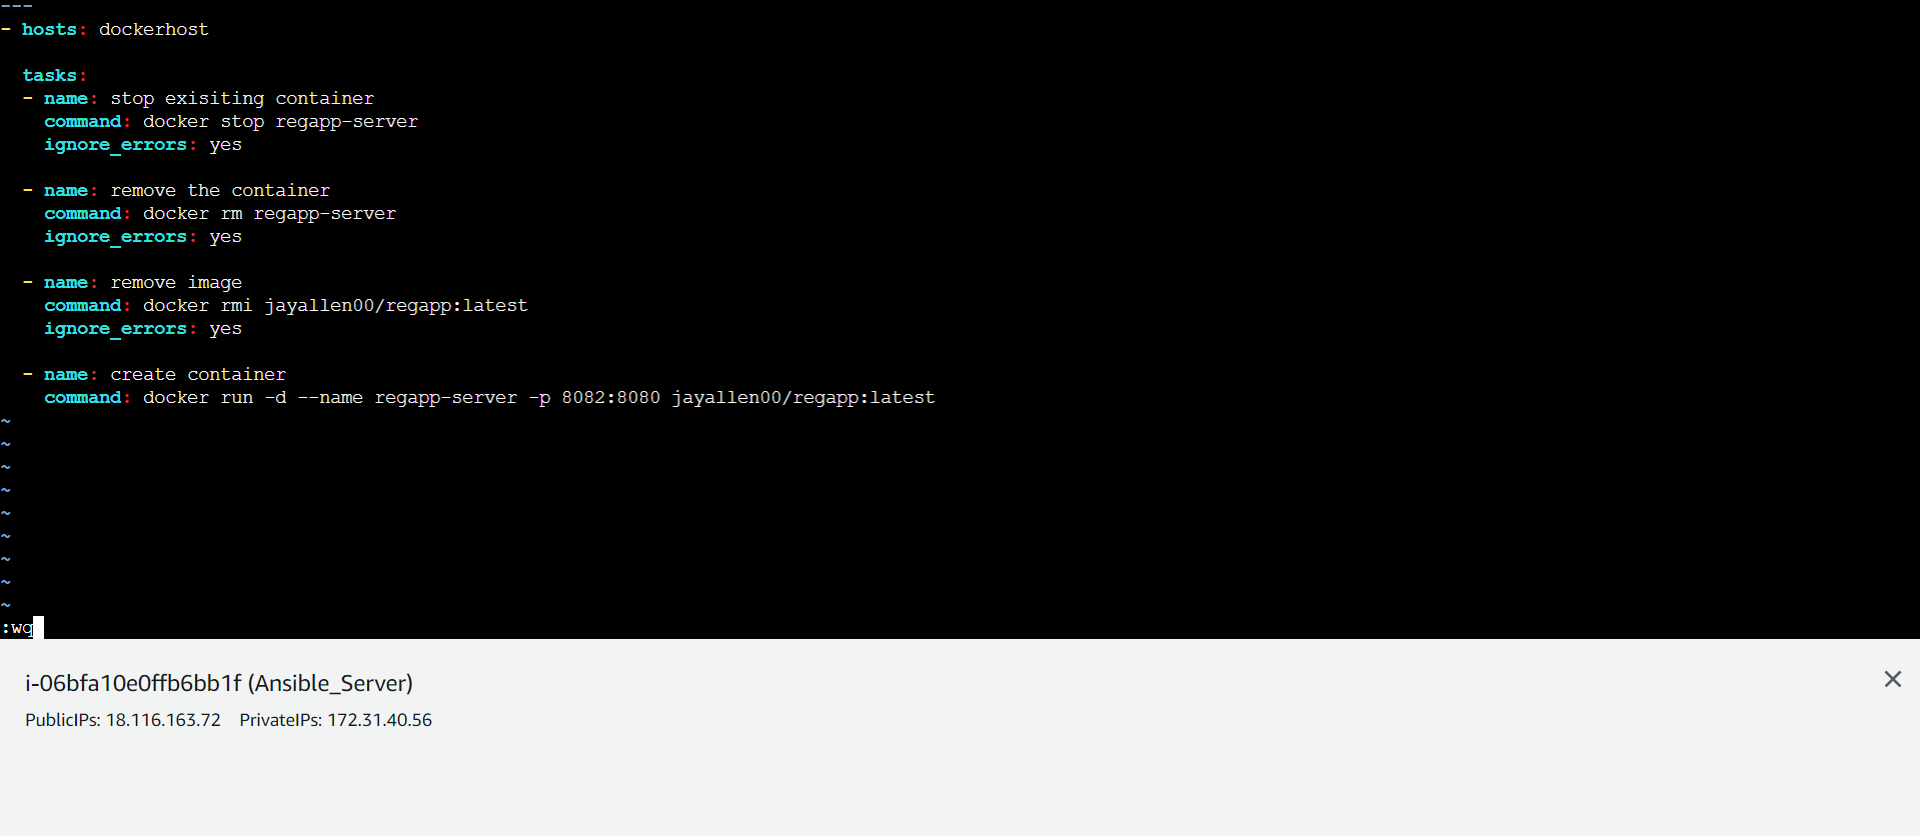 ---
- hosts: dockerhost
tasks:
- name: stop exisiting container
command: docker stop regapp-server
ignore_errors: yes
- name: remove the container
command: docker rm regapp-server
ignore_errors: yes
- name: remove image
command: docker rmi jayallen00/regapp:latest
ignore_errors: yes
- name: create container
command: docker run -d --name regapp-server -p 8082:8080 jayallen00/regapp:latest
~
~
~
~
~
~
~
~
~
:wq
i-06bfa10e0ffb6bb1f (Ansible_Server)
PublicIPs: 18.116.163.72 PrivateIPs: 172.31.40.56